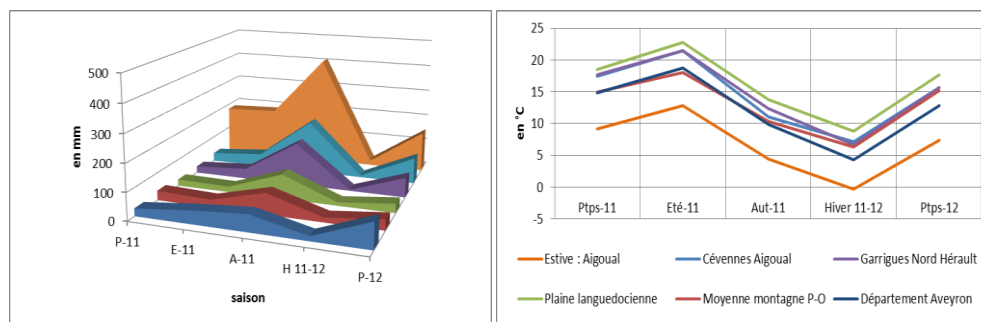 500
400
300
200
100
0
en mm
P-11
E-11
A-11
H 11-12
P-12
saison
25
20
15
10
5
0
-5
en °C
Ptps-11 Eté-11 Aut-11 Hiver 11-12 Ptps-12
Estive : Aigoual Cévennes Aigoual Garrigues Nord Hérault
Plaine languedocienne Moyenne montagne P-O Département Aveyron